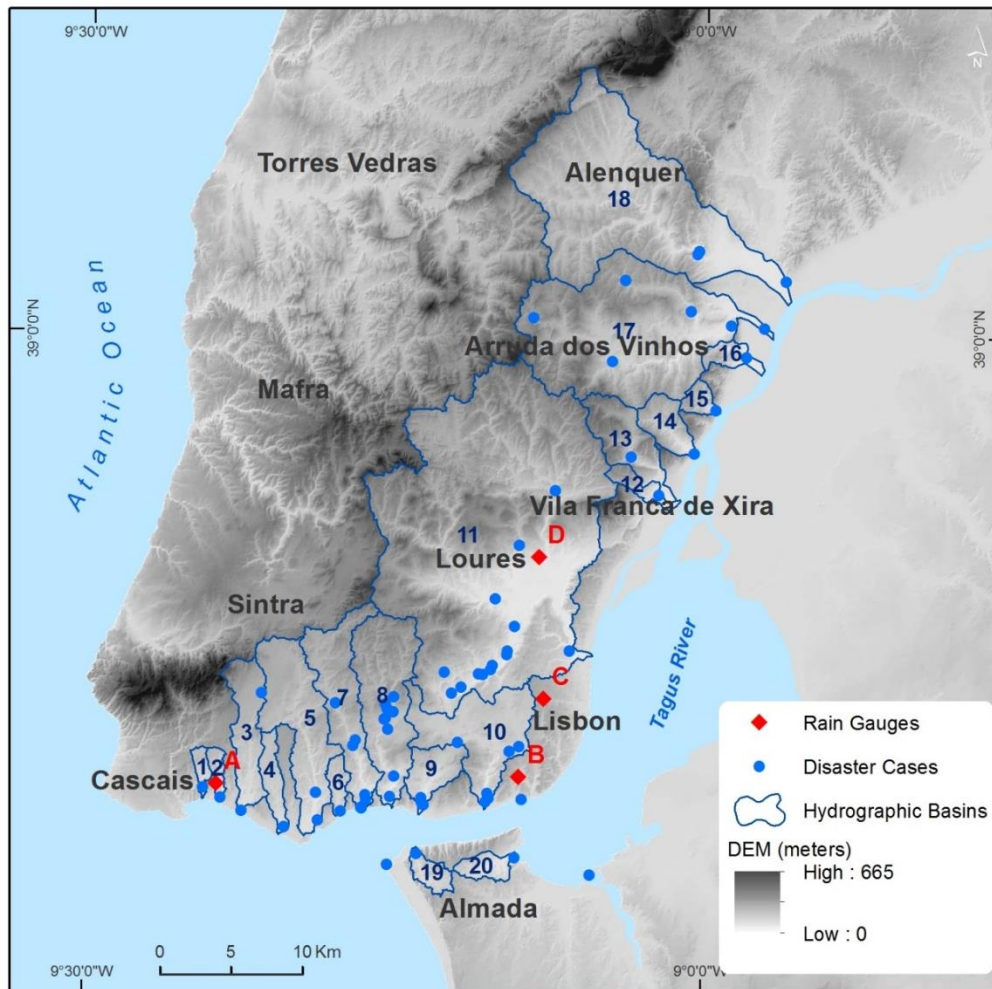 9°30'0"W
9°0'0"W
N
Torres Vedras
Alenquer
18
Atlantic Ocean
39°0'0"N
39°0'0"N
17
Arruda dos Vinhos
16
Mafra
15
14
13
12
Vila Franca de Xira
11
D
Loures
Sintra
Tagus River
C
7
8
Lisbon
5
10
3
B
1
2
A
Cascais
4
6
9
19
20
Almada
Rain Gauges
Disaster Cases
Hydrographic Basins
DEM (meters)
High : 665
Low : 0
0 5 10 Km
9°30'0"W
9°0'0"W